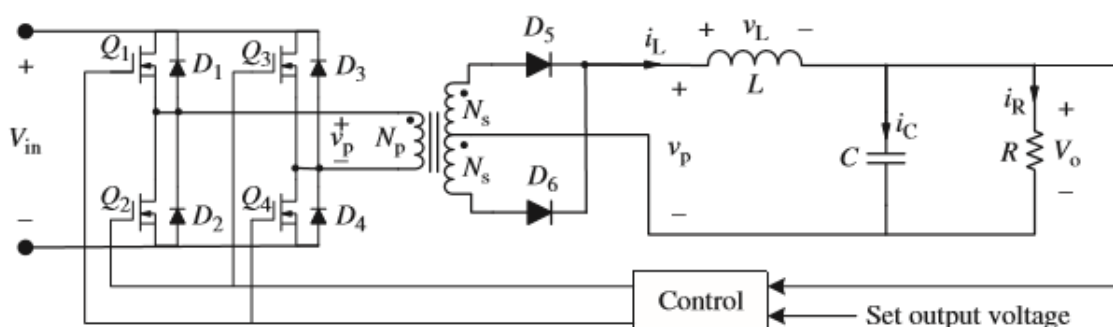 Q1
D1
Q3
D3
D5
iL
+ vL −
L
+
Vin
−
+
vp
−
Np
Ns
Ns
+
vp
−
iC
C
iR
R
+
Vo
−
Q2
D2
Q4
D4
D6
Control
Set output voltage